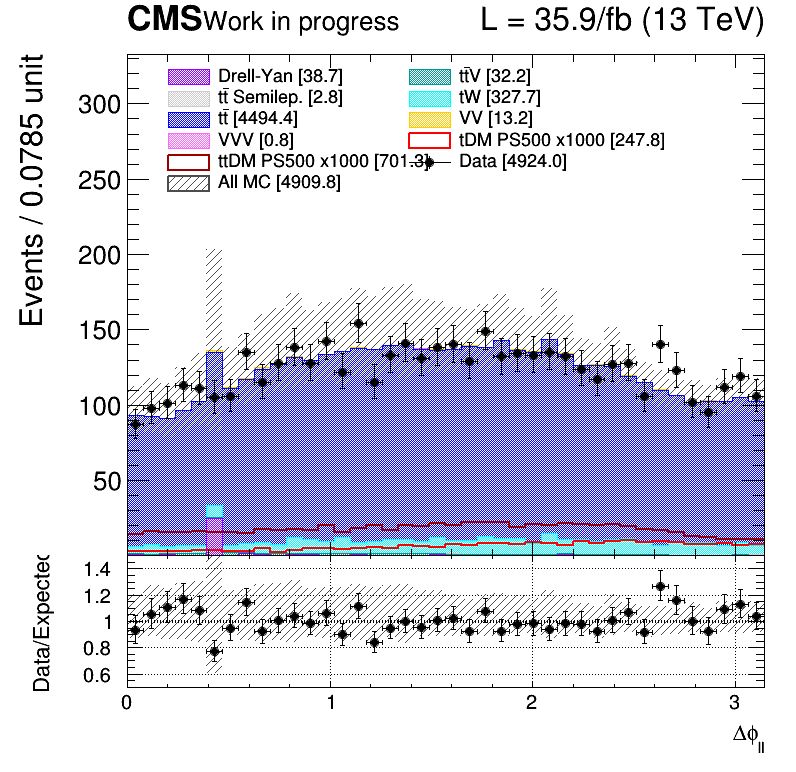 CMS Work in progress L = 35.9/fb (13 TeV)
Events / 0.0785 unit
300
250
200
150
100
50
Drell-Yan [38.7]
tt̄ Semilep. [2.8]
tt̄ [4494.4]
VVV [0.8]
ttDM PS500 x1000 [701.3]
All MC [4909.8]
tt̄V [32.2]
tW [327.7]
VV [13.2]
tDM PS500 x1000 [247.8]
Data [4924.0]
Data/Expected
1.4
1.2
1
0.8
0.6
0 1 2 3
Δϕ_ll